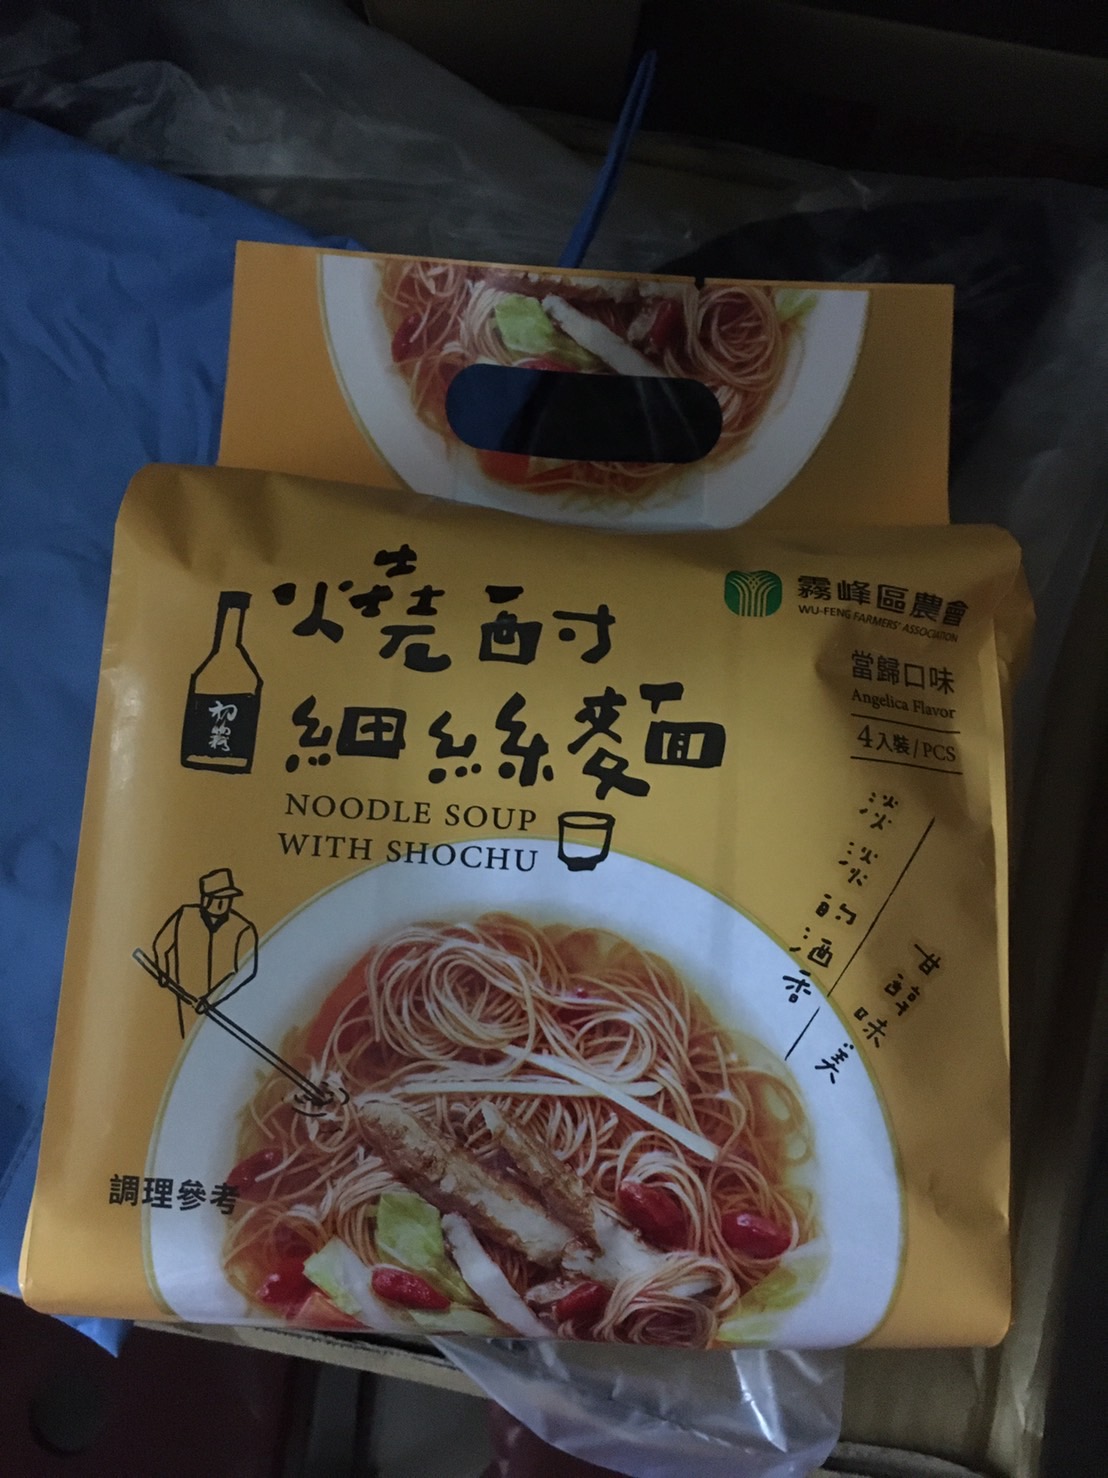 燒酎
細絲麵
NOODLE SOUP
WITH SHOCHU
初霧
霧峰區農會
WU-FENG FARMERS' ASSOCIATION
當歸口味
Angelica Flavor
4入裝/PCS
淡淡的酒香
甘醇味美
調理參考